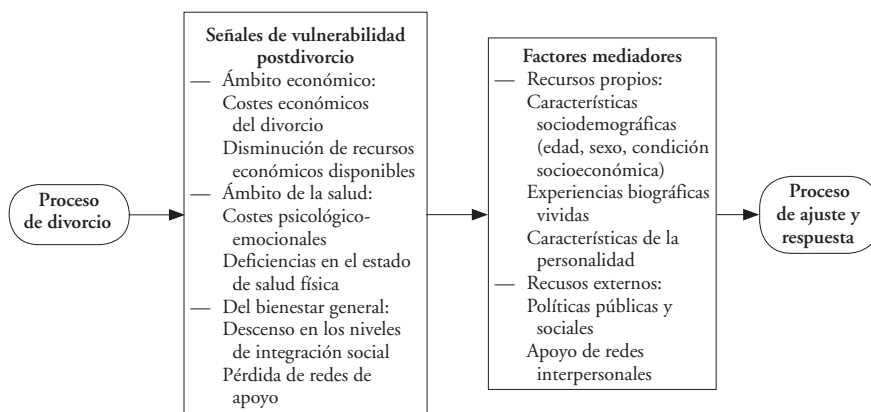 Proceso
de divorcio
Señales de vulnerabilidad
postdivorcio
— Ámbito económico:
Costes económicos
del divorcio
Disminución de recursos
económicos disponibles
— Ámbito de la salud:
Costes psicológico-
emocionales
Deficiencias en el estado
de salud física
— Del bienestar general:
Descenso en los niveles
de integración social
Pérdida de redes de
apoyo
Factores mediadores
— Recursos propios:
Características
sociodemográficas
(edad, sexo, condición
socioeconómica)
Experiencias biográficas
vividas
Características de la
personalidad
— Recusos externos:
Políticas públicas y
sociales
Apoyo de redes
interpersonales
Proceso
de ajuste y
respuesta